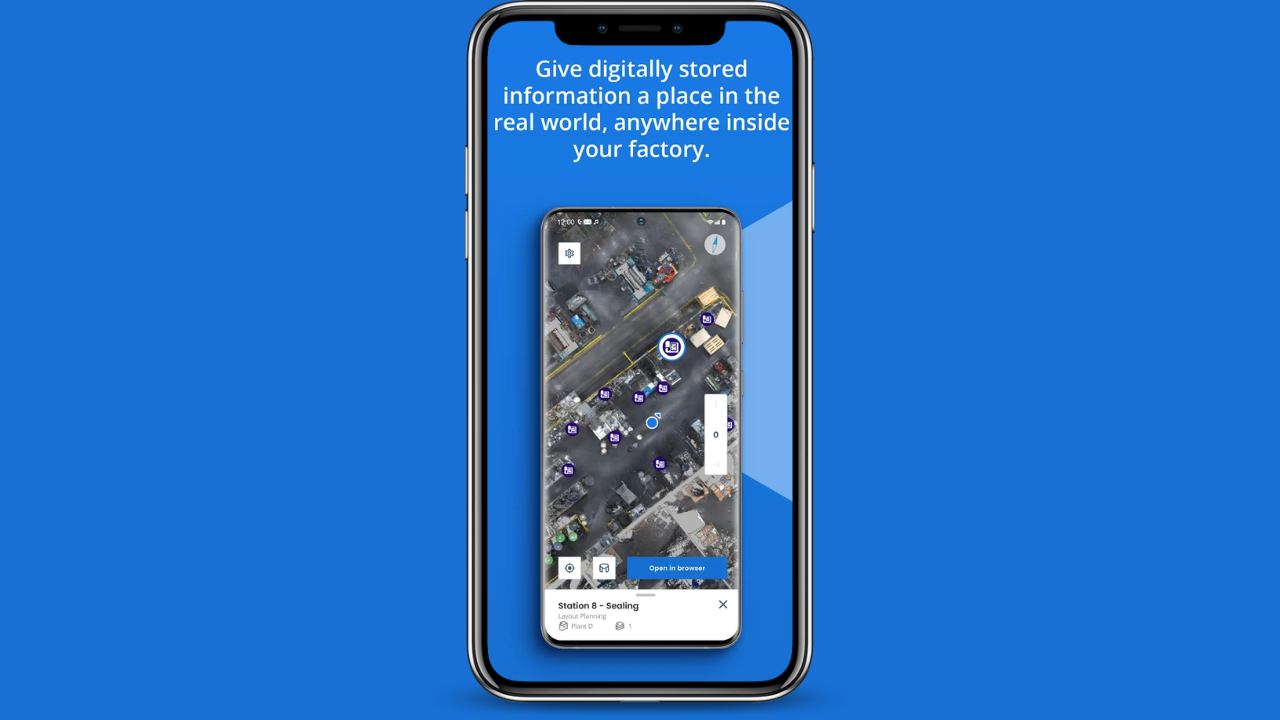 Give digitally stored
information a place in the
real world, anywhere inside
your factory.
12:00
0
Open in browser
Station 8 - Sealing
Layout Planning
Plant D 1